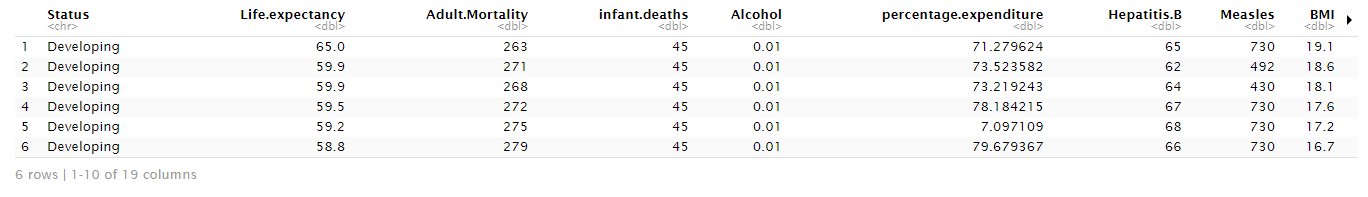 Status Life.expectancy Adult.Mortality infant.deaths Alcohol percentage.expenditure Hepatitis.B Measles BMI
<chr> <dbl> <dbl> <dbl> <dbl> <dbl> <dbl> <dbl> <dbl>
1 Developing 65.0 263 45 0.01 71.279624 65 730 19.1
2 Developing 59.9 271 45 0.01 73.523582 62 492 18.6
3 Developing 59.9 268 45 0.01 73.219243 64 430 18.1
4 Developing 59.5 272 45 0.01 78.184215 67 730 17.6
5 Developing 59.2 275 45 0.01 7.097109 68 730 17.2
6 Developing 58.8 279 45 0.01 79.679367 66 730 16.7
6 rows | 1-10 of 19 columns